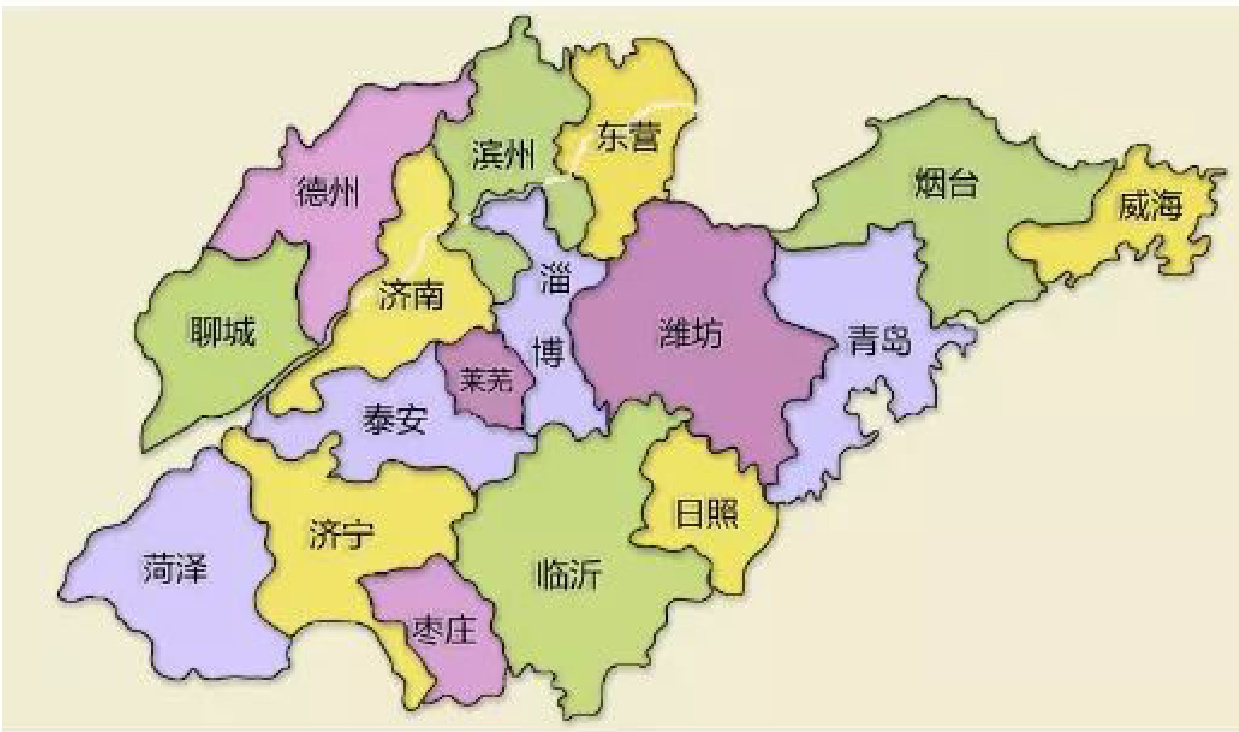 滨州
东营
德州
烟台
威海
淄博
济南
聊城
潍坊
青岛
莱芜
泰安
日照
济宁
菏泽
临沂
枣庄